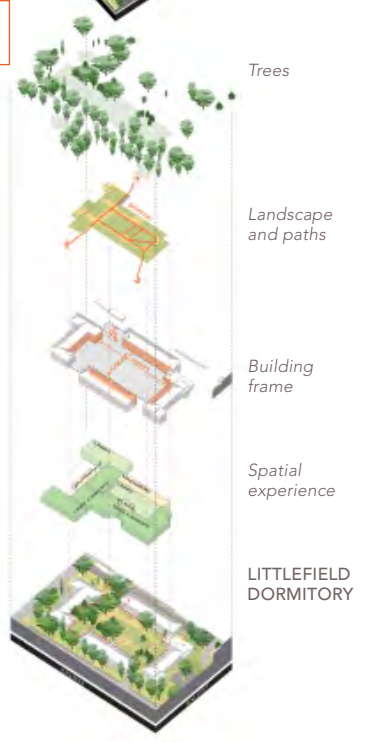 Trees
Landscape
and paths
Building
frame
Spatial
experience
LITTLEFIELD
DORMITORY